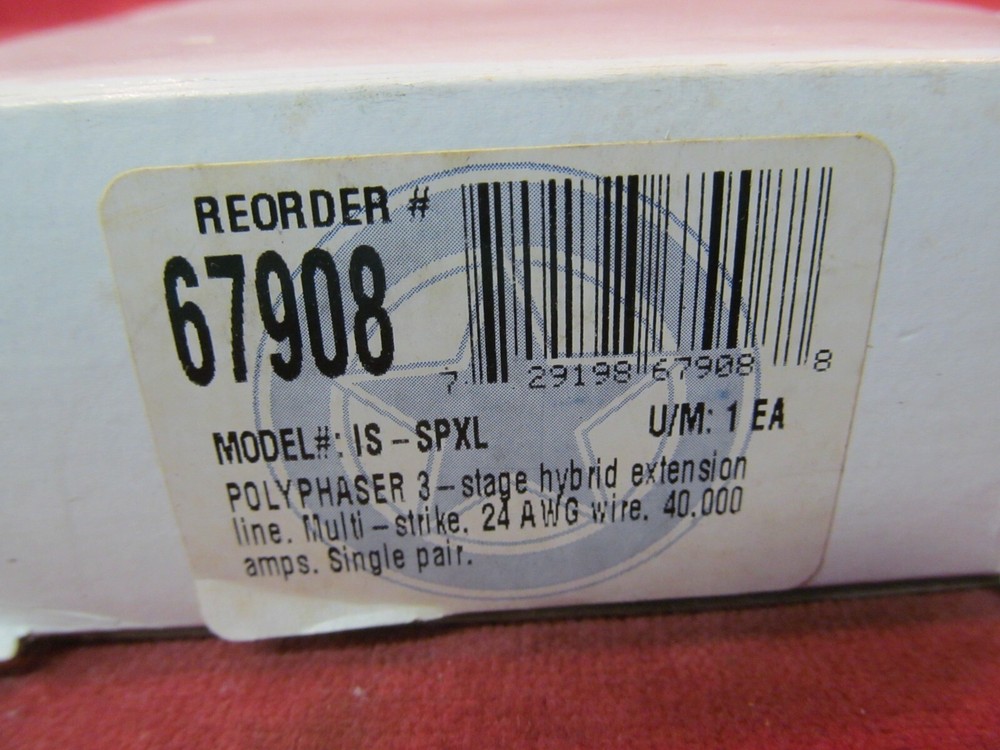 REORDER #
67908
7 29198 67908 8
MODEL#: IS-SPXL U/M: 1 EA
POLYPHASER 3-stage hybrid extension
line. Multi-strike. 24 AWG wire. 40.000
amps. Single pair.